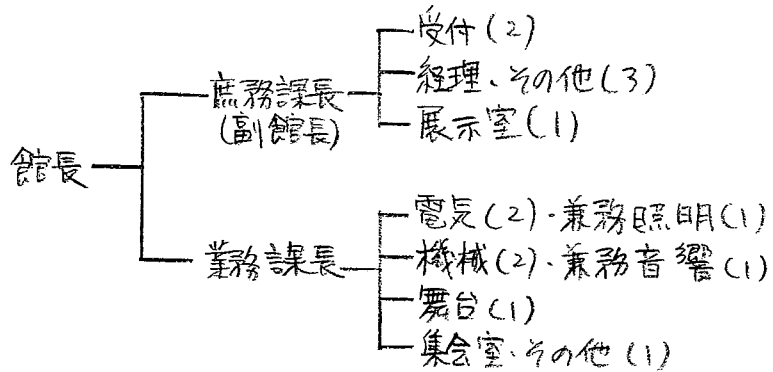 館長
庶務課長
(副館長)
受付(2)
経理・その他(3)
展示室(1)
業務課長
電気(2)・兼務照明(1)
機械(2)・兼務音響(1)
舞台(1)
集会室・その他(1)